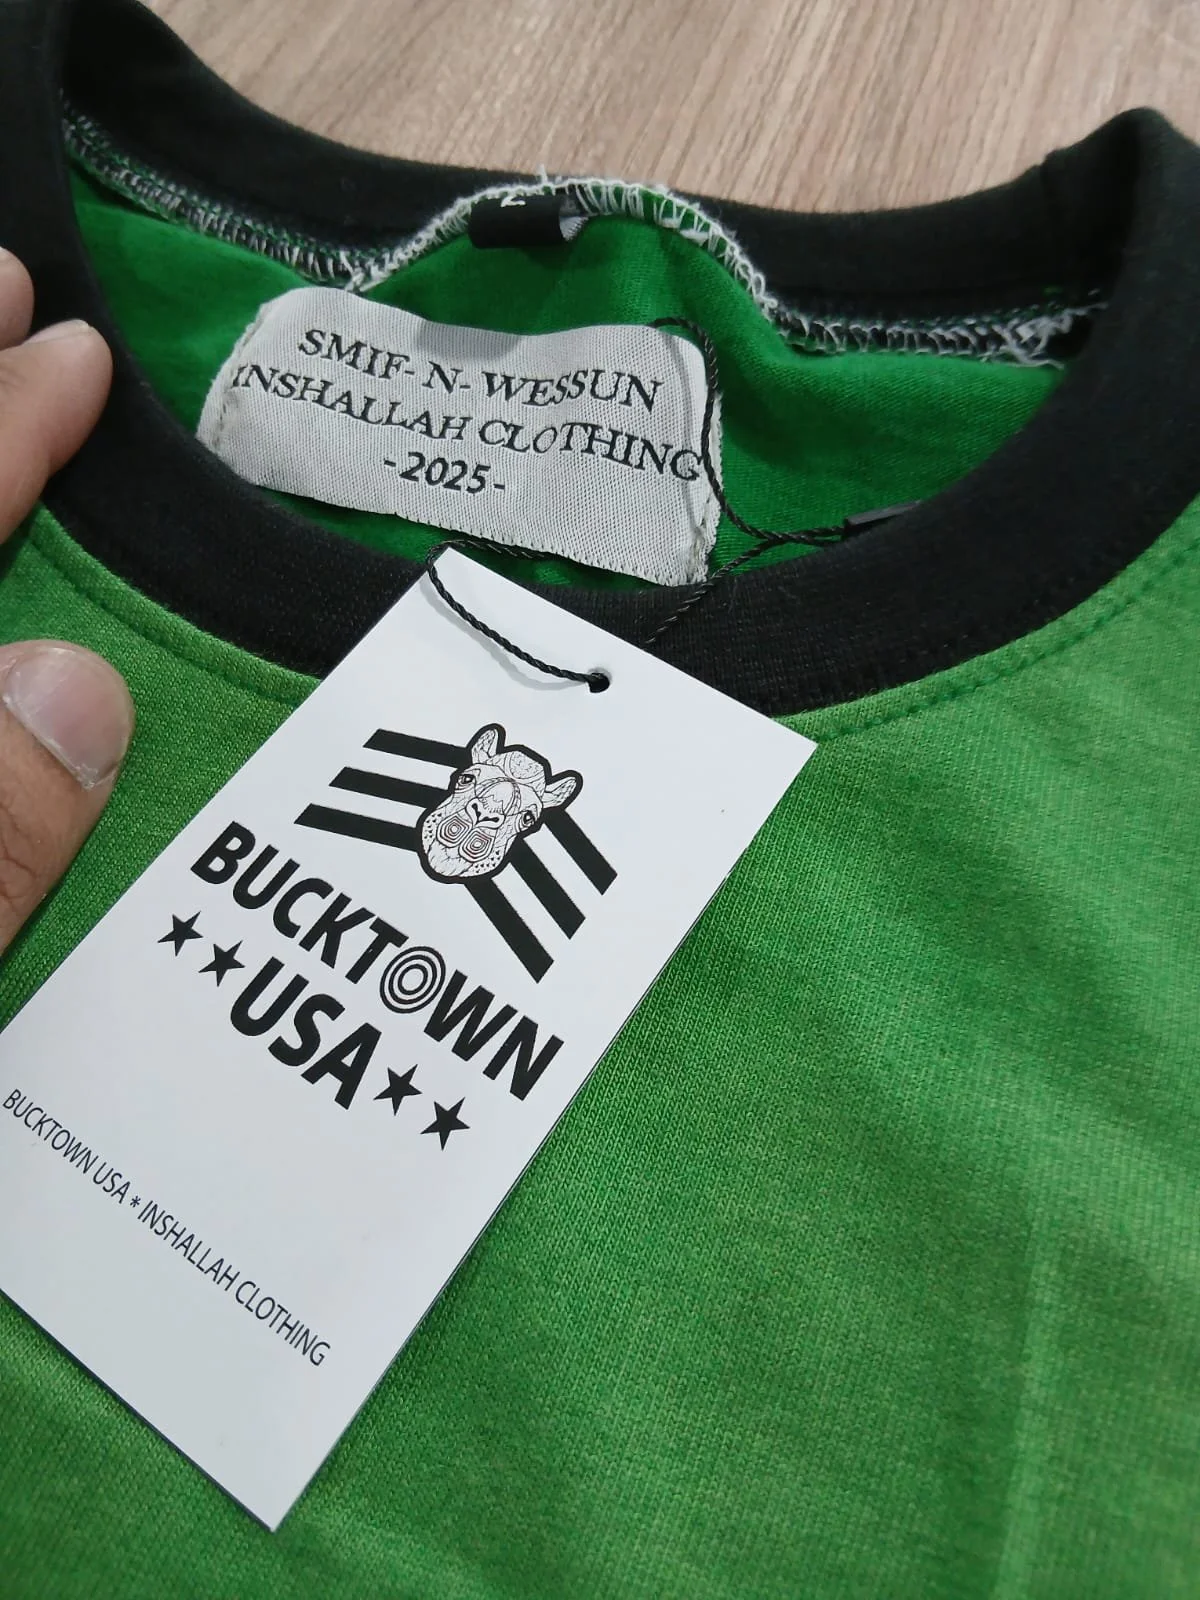 SMIF-N-WESSUN
INSHALLAH CLOTHING
-2025-
BUCKTOWN
★★USA★★
BUCKTOWN USA * INSHALLAH CLOTHING